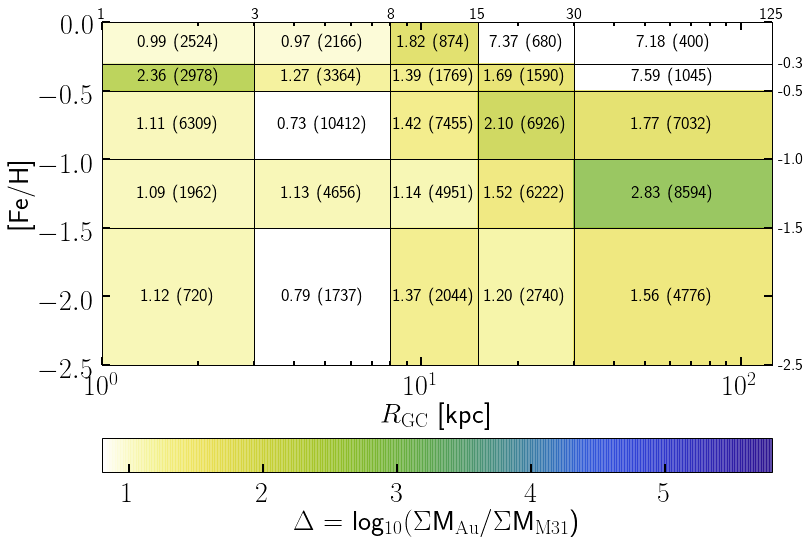 1 3 8 15 30 125
0.0
0.99 (2524) 0.97 (2166) 1.82 (874) 7.37 (680) 7.18 (400)
-0.3
2.36 (2978) 1.27 (3364) 1.39 (1769) 1.69 (1590) 7.59 (1045)
−0.5 -0.5
1.11 (6309) 0.73 (10412) 1.42 (7455) 2.10 (6926) 1.77 (7032)
−1.0 -1.0
1.09 (1962) 1.13 (4656) 1.14 (4951) 1.52 (6222) 2.83 (8594)
−1.5 -1.5
[Fe/H]
1.12 (720) 0.79 (1737) 1.37 (2044) 1.20 (2740) 1.56 (4776)
−2.0
−2.5 -2.5
10⁰ 10¹ 10²
R_GC [kpc]
1 2 3 4 5
Δ = log₁₀(ΣM_Au/ΣM_M31)